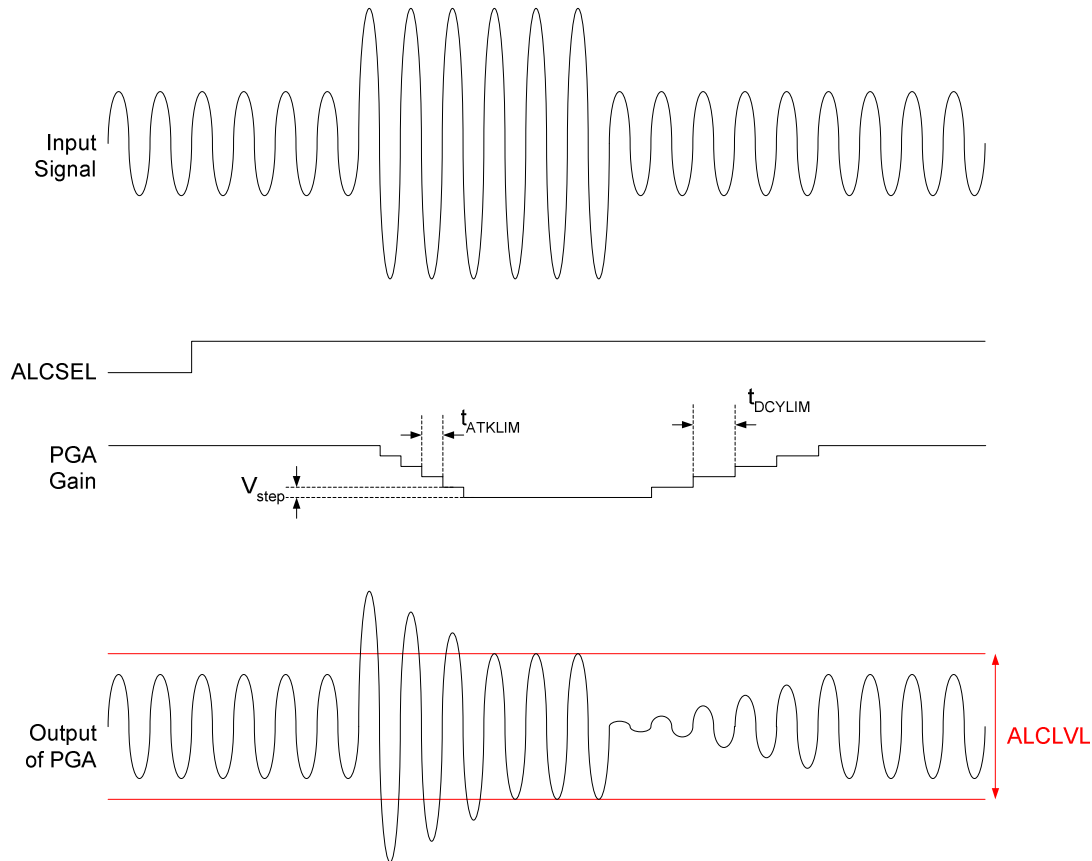 Input
Signal
ALCSEL
tATKLIM
tDCYLIM
PGA
Gain
Vstep
Output
of PGA
ALCLVL